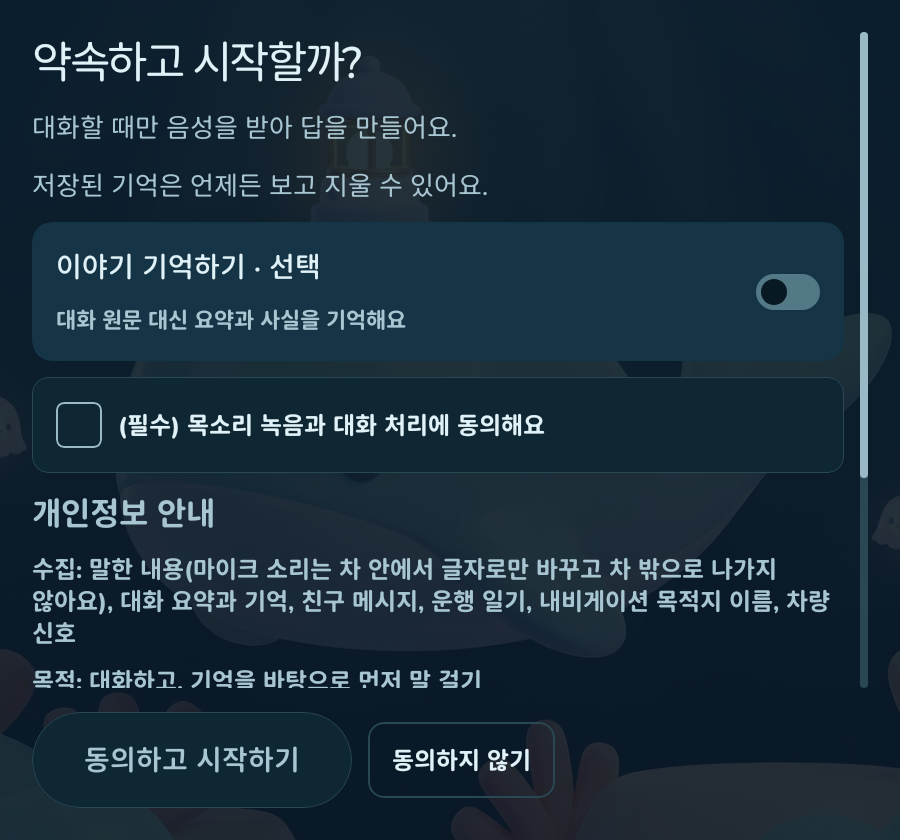 약속하고 시작할까?
대화할 때만 음성을 받아 답을 만들어요.
저장된 기억은 언제든 보고 지울 수 있어요.
이야기 기억하기 · 선택
대화 원문 대신 요약과 사실을 기억해요
(필수) 목소리 녹음과 대화 처리에 동의해요
개인정보 안내
수집: 말한 내용(마이크 소리는 차 안에서 글자로만 바꾸고 차 밖으로 나가지
않아요), 대화 요약과 기억, 친구 메시지, 운행 일기, 내비게이션 목적지 이름, 차량
신호
목적: 대화하고, 기억을 바탕으로 먼저 말 걸기
동의하고 시작하기
동의하지 않기